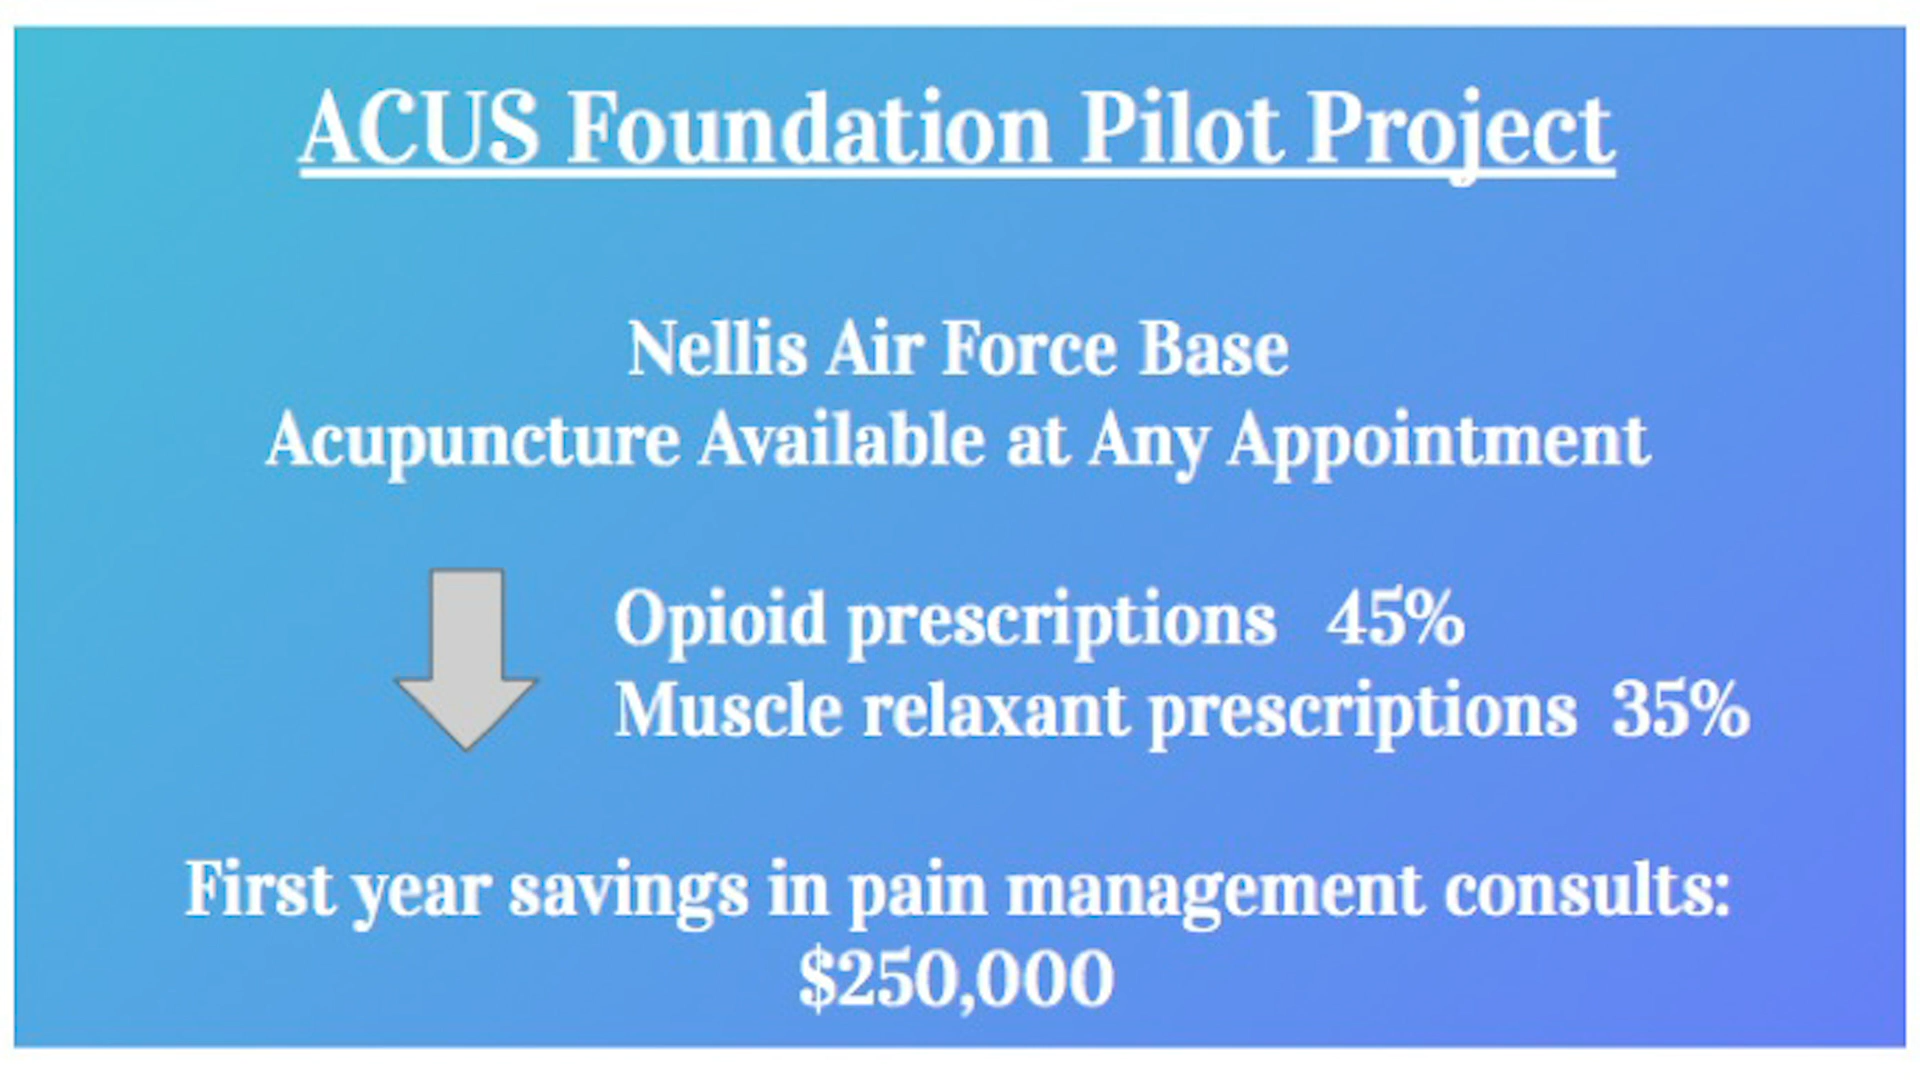 ACUS Foundation Pilot Project
Nellis Air Force Base
Acupuncture Available at Any Appointment
Opioid prescriptions 45%
Muscle relaxant prescriptions 35%
First year savings in pain management consults:
$250,000